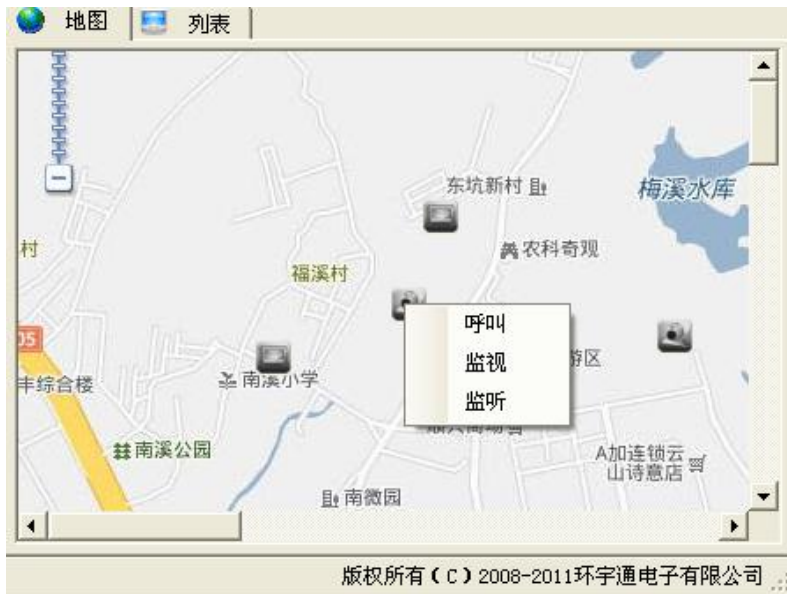 地图 列表
东坑新村
梅溪水库
农科奇观
村
福溪村
呼叫
05
监视
游区
丰综合楼
南溪小学
监听
南溪公园
A加连锁云
山诗意店
南微园
版权所有(C)2008-2011环宇通电子有限公司